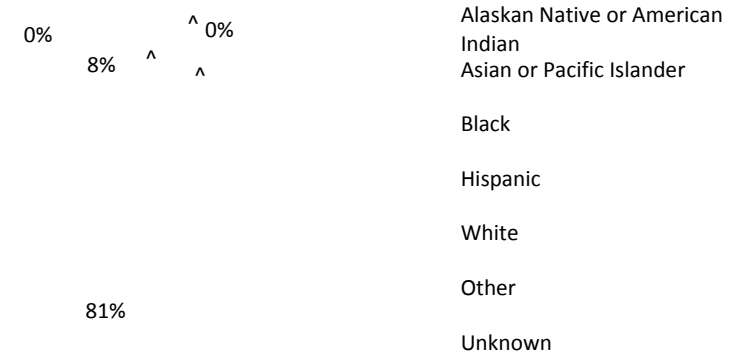 0%
^ 0%
8% ^
^
81%
Alaskan Native or American
Indian
Asian or Pacific Islander
Black
Hispanic
White
Other
Unknown